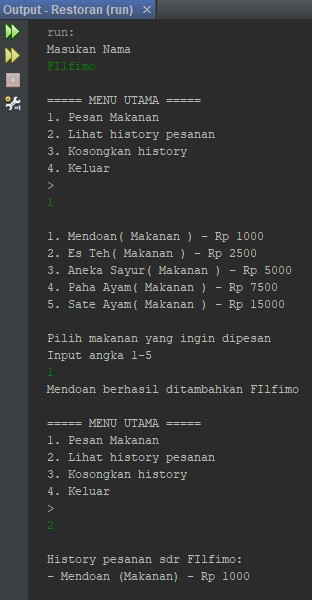 Output - Restoran (run)
run:
Masukan Nama
FIlfimo
===== MENU UTAMA =====
1. Pesan Makanan
2. Lihat history pesanan
3. Kosongkan history
4. Keluar
>
1
1. Mendoan( Makanan ) - Rp 1000
2. Es Teh( Makanan ) - Rp 2500
3. Aneka Sayur( Makanan ) - Rp 5000
4. Paha Ayam( Makanan ) - Rp 7500
5. Sate Ayam( Makanan ) - Rp 15000
Pilih makanan yang ingin dipesan
Input angka 1-5
1
Mendoan berhasil ditambahkan FIlfimo
===== MENU UTAMA =====
1. Pesan Makanan
2. Lihat history pesanan
3. Kosongkan history
4. Keluar
>
2
History pesanan sdr FIlfimo:
- Mendoan (Makanan) - Rp 1000